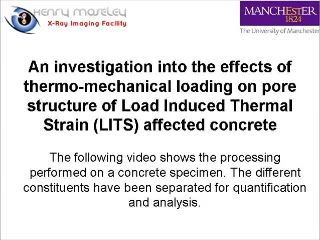 Henry Moseley
X-Ray Imaging Facility
MANCHESTER
1824
The University of Manchester
An investigation into the effects of
thermo-mechanical loading on pore
structure of Load Induced Thermal
Strain (LITS) affected concrete
The following video shows the processing
performed on a concrete specimen. The different
constituents have been separated for quantification
and analysis.